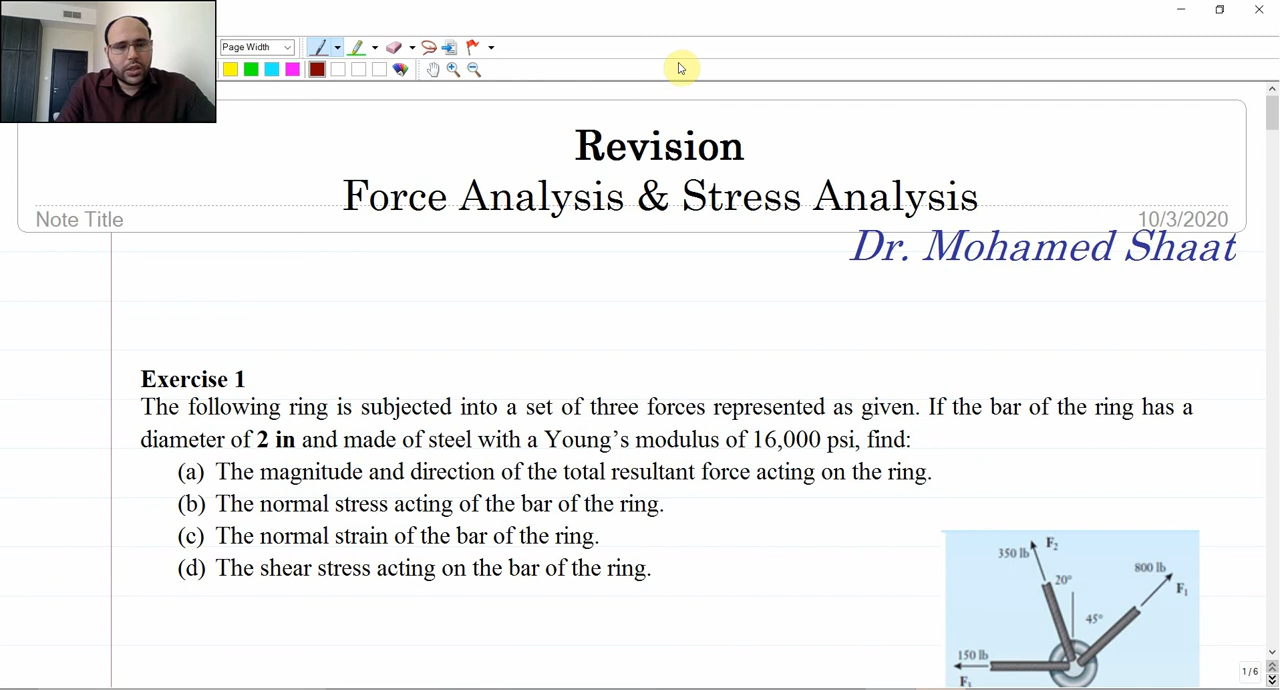 Page Width
Revision
Force Analysis & Stress Analysis
Note Title
10/3/2020
Dr. Mohamed Shaat
Exercise 1
The following ring is subjected into a set of three forces represented as given. If the bar of the ring has a
diameter of 2 in and made of steel with a Young's modulus of 16,000 psi, find:
(a) The magnitude and direction of the total resultant force acting on the ring.
(b) The normal stress acting of the bar of the ring.
(c) The normal strain of the bar of the ring.
(d) The shear stress acting on the bar of the ring.
350 lb
F₂
20°
800 lb
F₁
45°
150 lb
F₃
1/6